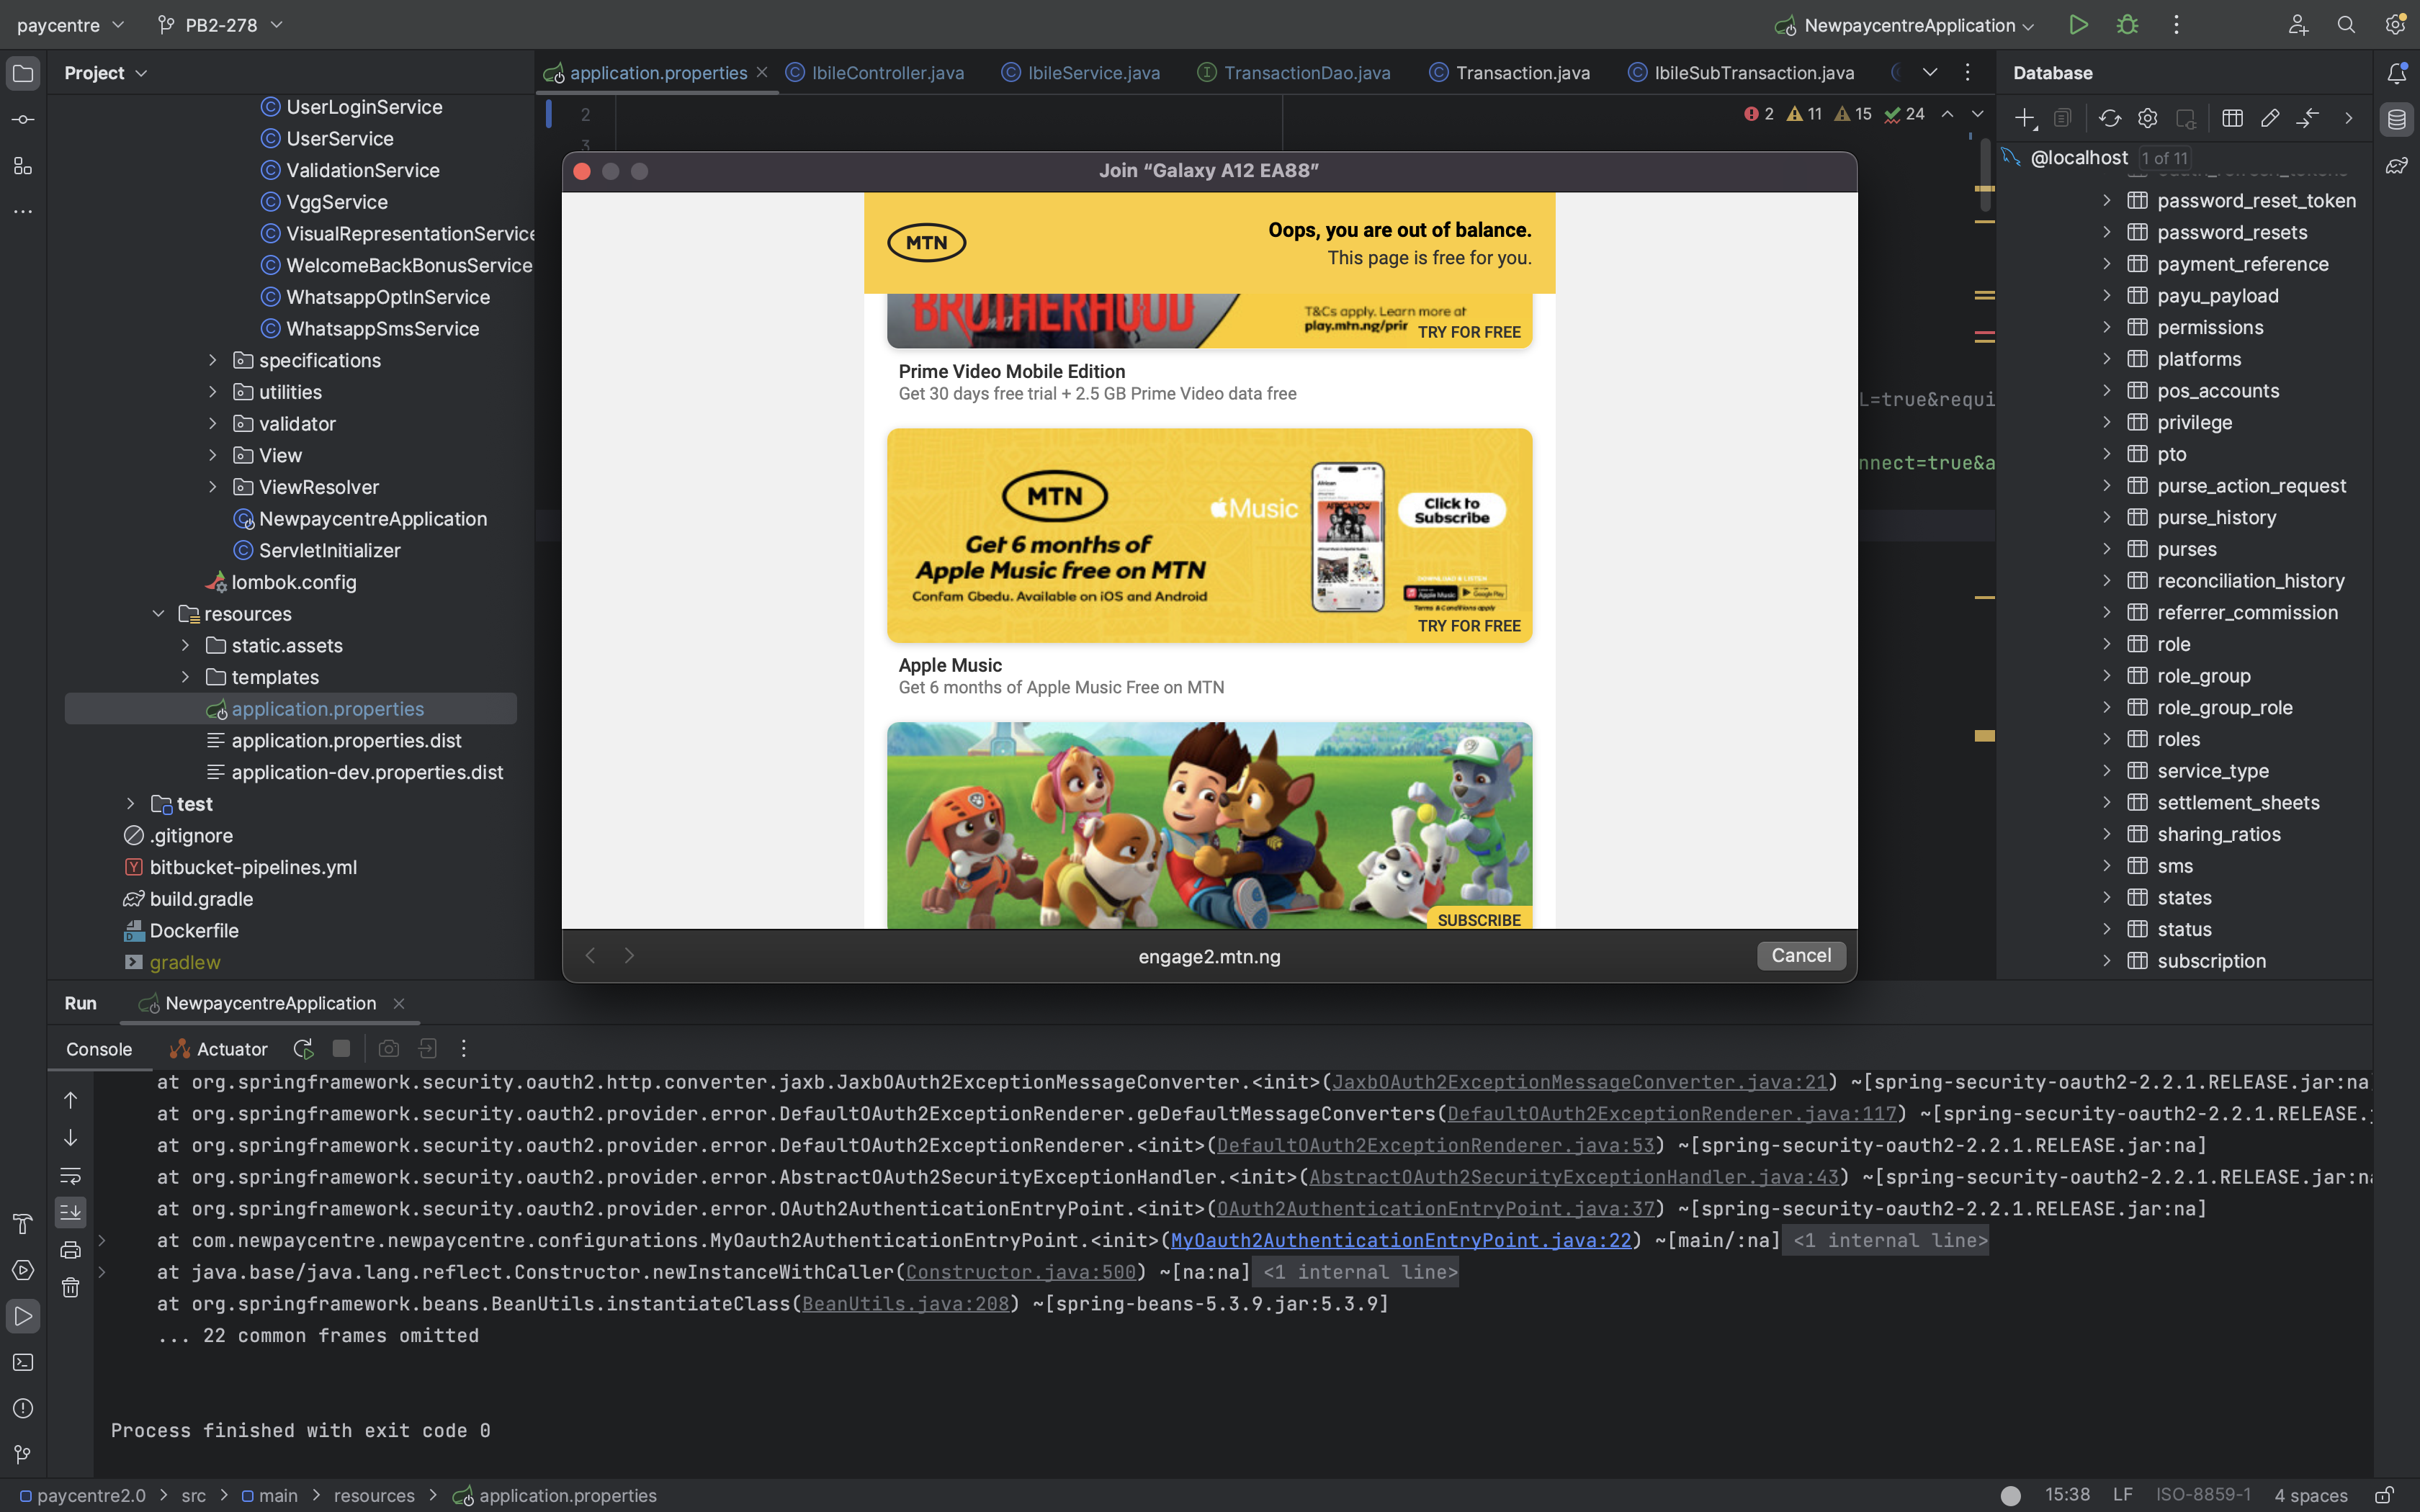 paycentre
PB2-278
NewpaycentreApplication
Project
UserLoginService
UserService
ValidationService
VggService
VisualRepresentationService
WelcomeBackBonusService
WhatsappOptInService
WhatsappSmsService
specifications
utilities
validator
View
ViewResolver
NewpaycentreApplication
ServletInitializer
lombok.config
resources
static.assets
templates
application.properties
application.properties.dist
application-dev.properties.dist
test
.gitignore
bitbucket-pipelines.yml
build.gradle
Dockerfile
gradlew
application.properties
IbileController.java
IbileService.java
TransactionDao.java
Transaction.java
IbileSubTransaction.java
2
3
2 11 15 24
L=true&requi
nnect=true&a
Join “Galaxy A12 EA88”
MTN
Oops, you are out of balance.
This page is free for you.
BROTHERHOOD
T&Cs apply. Learn more at
play.mtn.ng/prir
TRY FOR FREE
Prime Video Mobile Edition
Get 30 days free trial + 2.5 GB Prime Video data free
MTN
Get 6 months of
Apple Music free on MTN
Confam Gbedu. Available on iOS and Android
Music
Click to
Subscribe
DOWNLOAD & LISTEN
Apple Music
Google Play
Terms & Conditions apply
TRY FOR FREE
Apple Music
Get 6 months of Apple Music Free on MTN
SUBSCRIBE
engage2.mtn.ng
Cancel
Database
@localhost 1 of 11
password_reset_token
password_resets
payment_reference
payu_payload
permissions
platforms
pos_accounts
privilege
pto
purse_action_request
purse_history
purses
reconciliation_history
referrer_commission
role
role_group
role_group_role
roles
service_type
settlement_sheets
sharing_ratios
sms
states
status
subscription
Run
NewpaycentreApplication
Console
Actuator
at org.springframework.security.oauth2.http.converter.jaxb.JaxbOAuth2ExceptionMessageConverter.<init>(JaxbOAuth2ExceptionMessageConverter.java:21) ~[spring-security-oauth2-2.2.1.RELEASE.jar:na
at org.springframework.security.oauth2.provider.error.DefaultOAuth2ExceptionRenderer.geDefaultMessageConverters(DefaultOAuth2ExceptionRenderer.java:117) ~[spring-security-oauth2-2.2.1.RELEASE.j
at org.springframework.security.oauth2.provider.error.DefaultOAuth2ExceptionRenderer.<init>(DefaultOAuth2ExceptionRenderer.java:53) ~[spring-security-oauth2-2.2.1.RELEASE.jar:na]
at org.springframework.security.oauth2.provider.error.AbstractOAuth2SecurityExceptionHandler.<init>(AbstractOAuth2SecurityExceptionHandler.java:43) ~[spring-security-oauth2-2.2.1.RELEASE.jar:na
at org.springframework.security.oauth2.provider.error.OAuth2AuthenticationEntryPoint.<init>(OAuth2AuthenticationEntryPoint.java:37) ~[spring-security-oauth2-2.2.1.RELEASE.jar:na]
at com.newpaycentre.newpaycentre.configurations.MyOauth2AuthenticationEntryPoint.<init>(MyOauth2AuthenticationEntryPoint.java:22) ~[main/:na] <1 internal line>
at java.base/java.lang.reflect.Constructor.newInstanceWithCaller(Constructor.java:500) ~[na:na] <1 internal line>
at org.springframework.beans.BeanUtils.instantiateClass(BeanUtils.java:208) ~[spring-beans-5.3.9.jar:5.3.9]
... 22 common frames omitted
Process finished with exit code 0
paycentre2.0 > src > main > resources > application.properties
15:38 LF ISO-8859-1 4 spaces